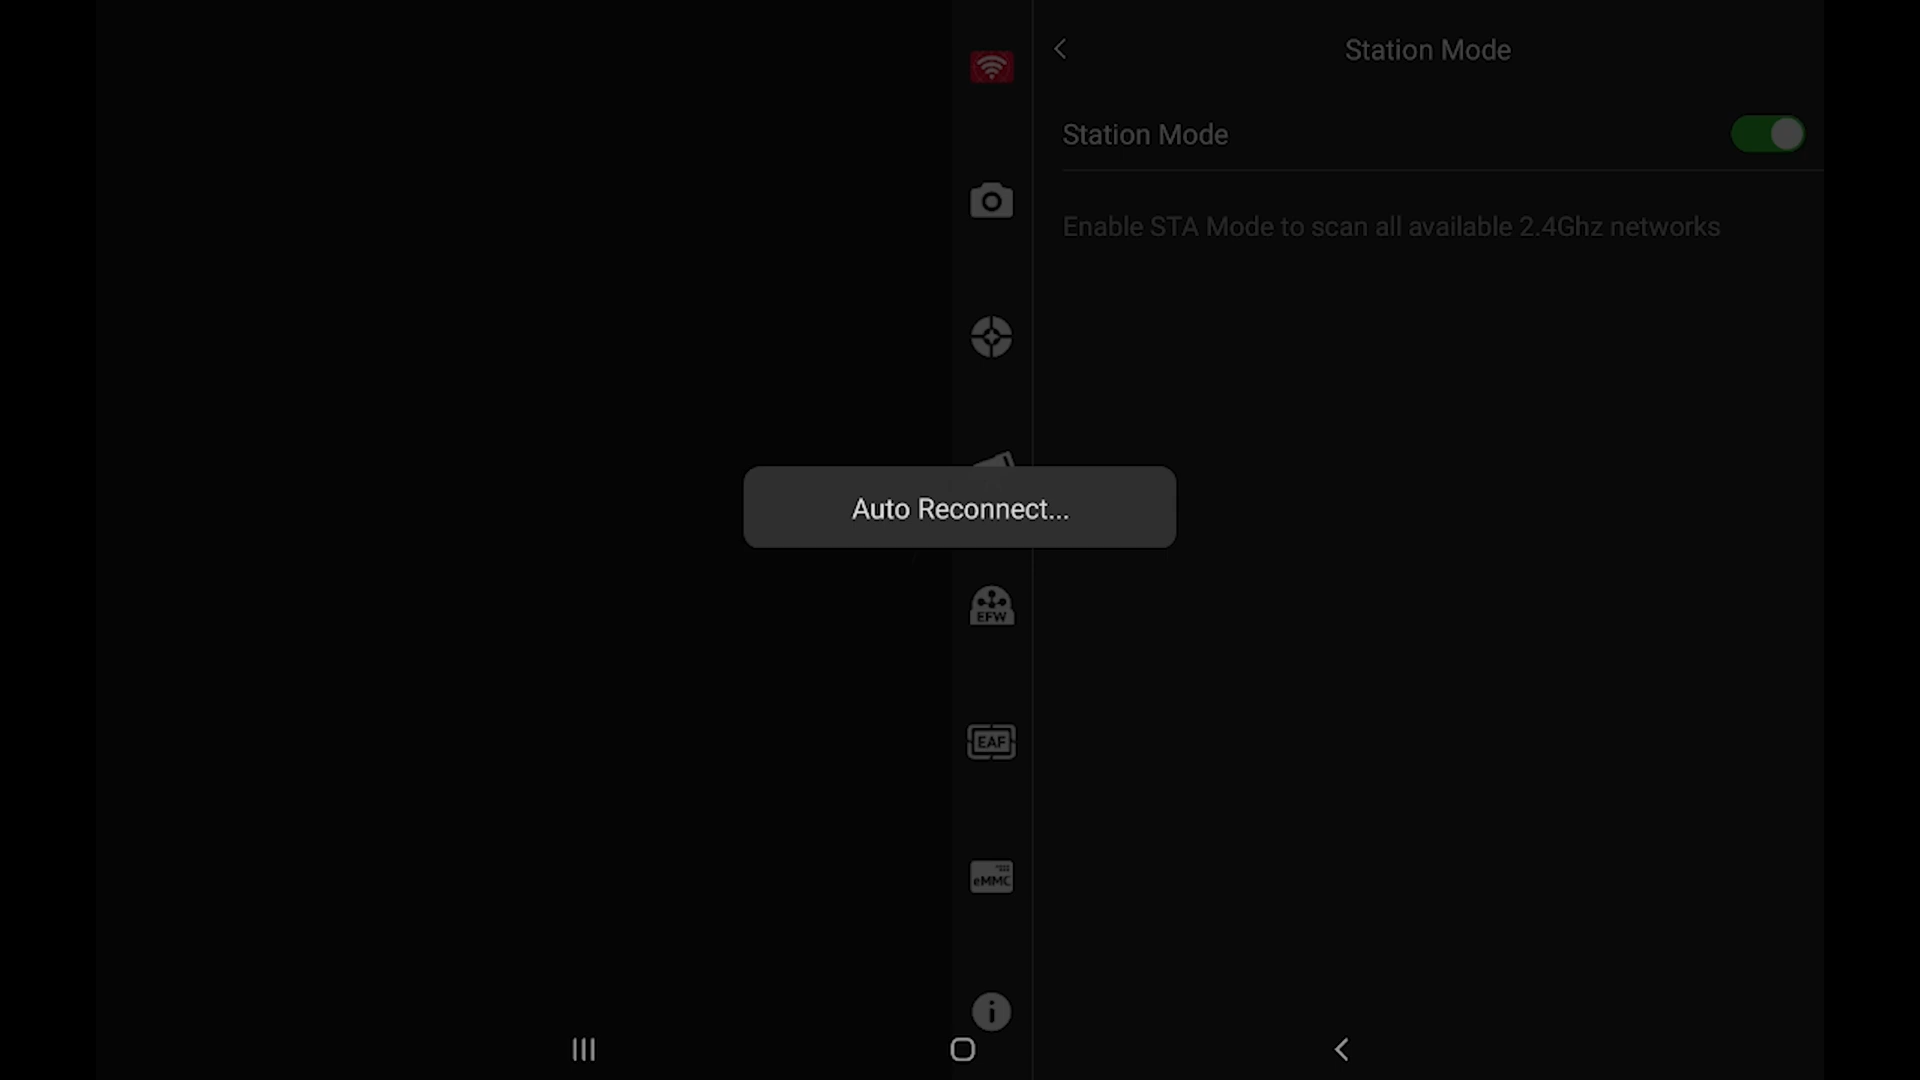 Station Mode
Station Mode
Enable STA Mode to scan all available 2.4Ghz networks
Auto Reconnect...
EFW
EAF
eMMC